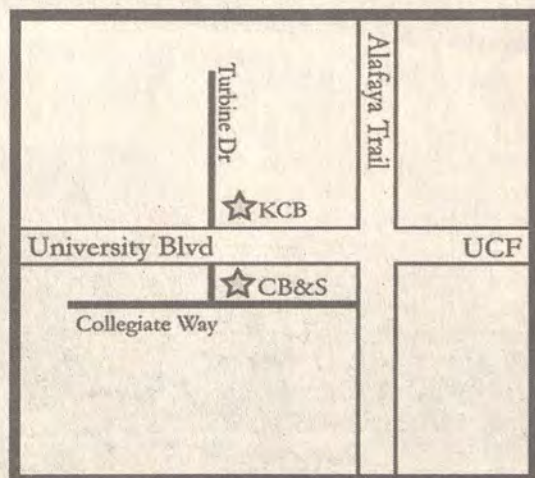 Turbine Dr
Alafaya Trail
KCB
University Blvd
UCF
CB&S
Collegiate Way